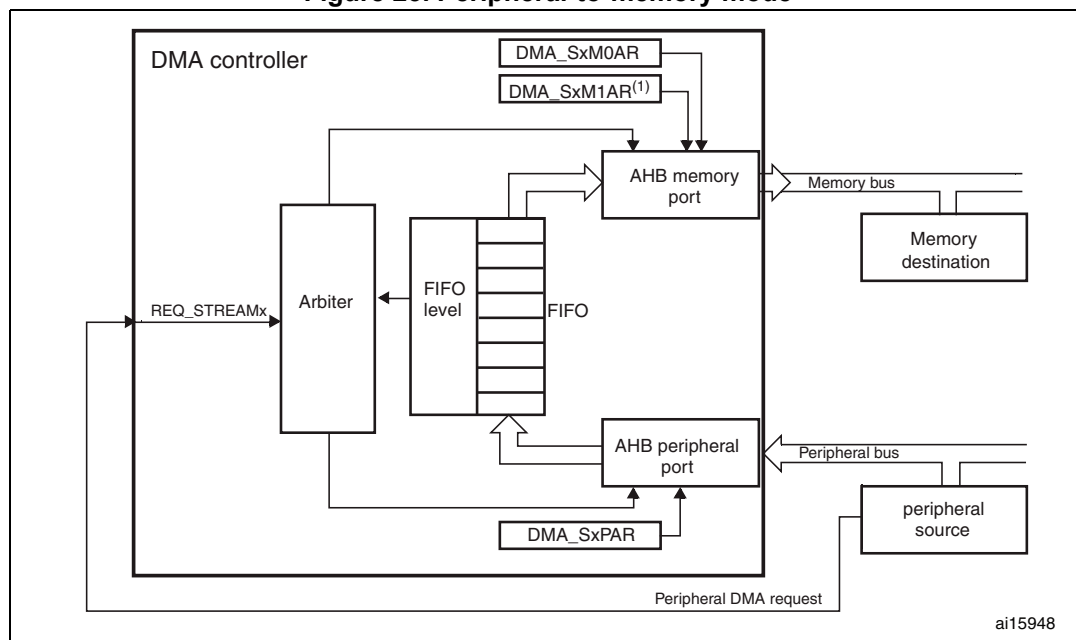 DMA controller
DMA_SxM0AR
DMA_SxM1AR(1)
AHB memory
port
Memory bus
Memory
destination
Arbiter
FIFO
level
FIFO
REQ_STREAMx
AHB peripheral
port
Peripheral bus
peripheral
source
DMA_SxPAR
Peripheral DMA request
ai15948